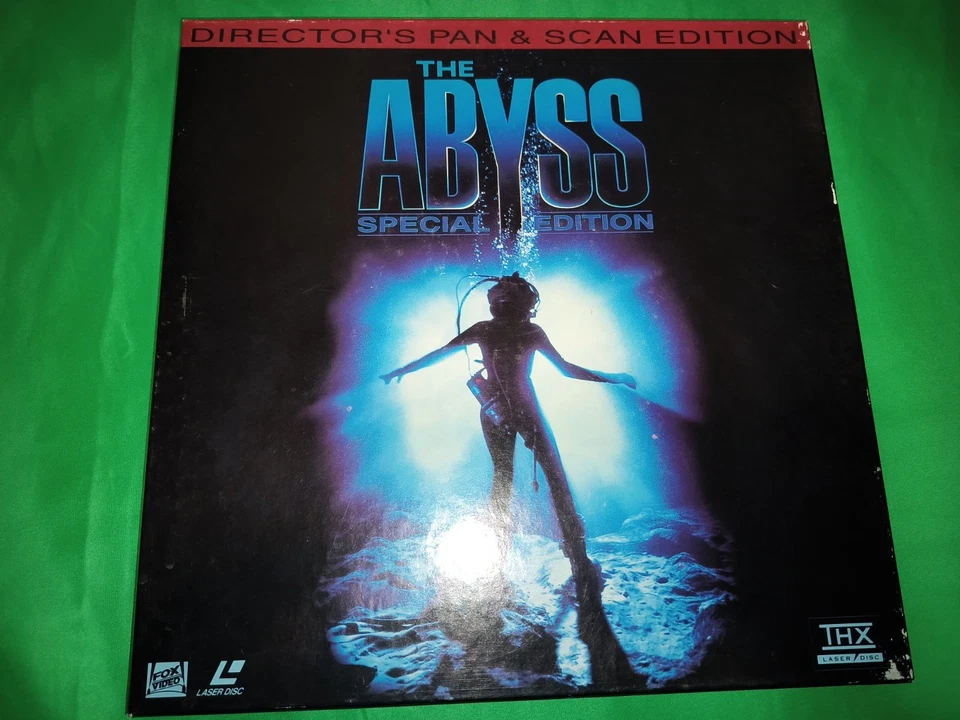 DIRECTOR'S PAN & SCAN EDITION
THE
ABYSS
SPECIAL EDITION
FOX
VIDEO
LASER DISC
THX
LASER DISC